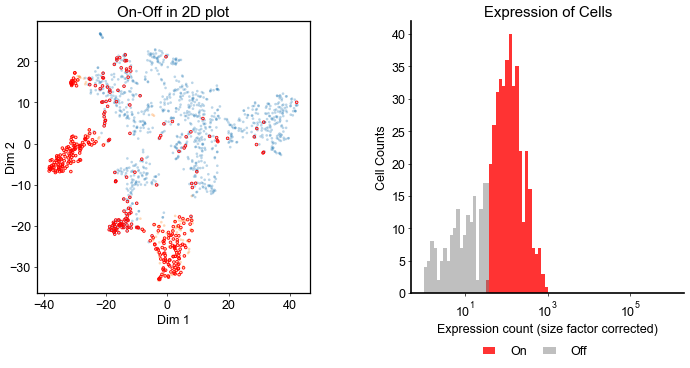 On-Off in 2D plot
Dim 2
20
10
0
−10
−20
−30
−40
−20
0
20
40
Dim 1
Expression of Cells
Cell Counts
40
35
30
25
20
15
10
5
0
10^1
10^3
10^5
Expression count (size factor corrected)
On
Off